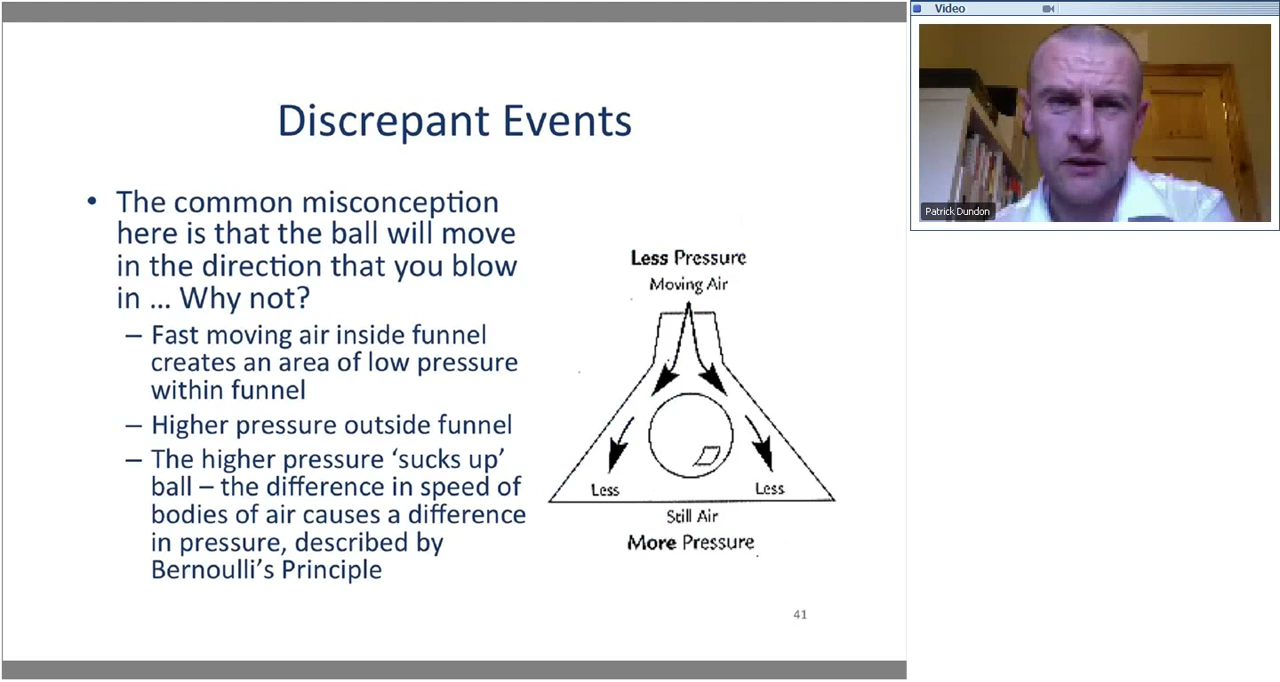 Discrepant Events
• The common misconception
here is that the ball will move
in the direction that you blow
in ... Why not?
– Fast moving air inside funnel
creates an area of low pressure
within funnel
– Higher pressure outside funnel
– The higher pressure ‘sucks up’
ball – the difference in speed of
bodies of air causes a difference
in pressure, described by
Bernoulli’s Principle
Less Pressure
Moving Air
Less
Less
Still Air
More Pressure
41
Video
Patrick Dundon